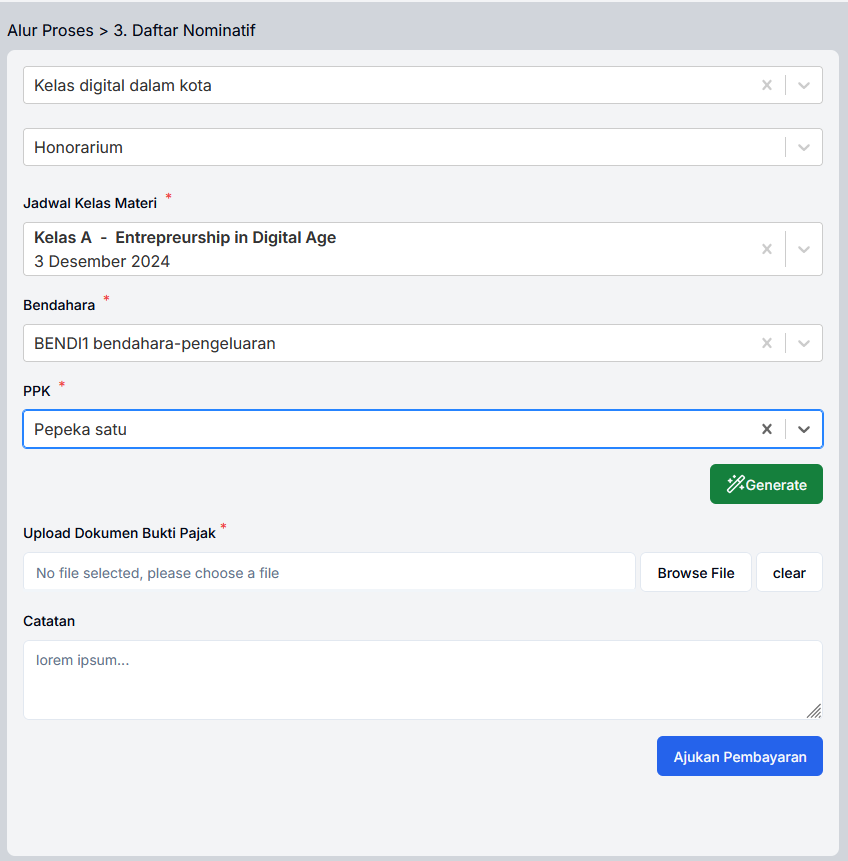 Alur Proses > 3. Daftar Nominatif
Kelas digital dalam kota
Honorarium
Jadwal Kelas Materi *
Kelas A - Entrepreurship in Digital Age
3 Desember 2024
Bendahara *
BENDI1 bendahara-pengeluaran
PPK *
Pepeka satu
Generate
Upload Dokumen Bukti Pajak *
No file selected, please choose a file
Browse File
clear
Catatan
lorem ipsum...
Ajukan Pembayaran